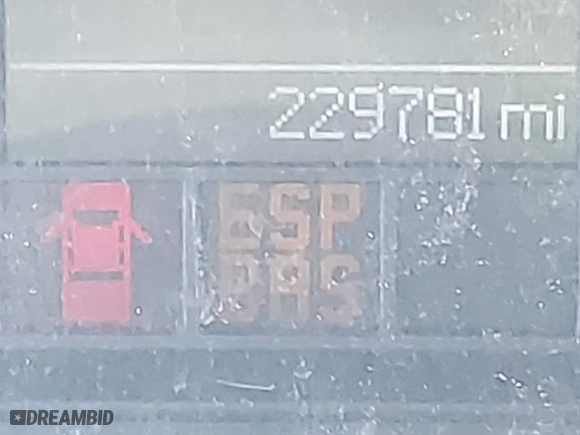 229781 mi
ESP
BAS
DREAMBID